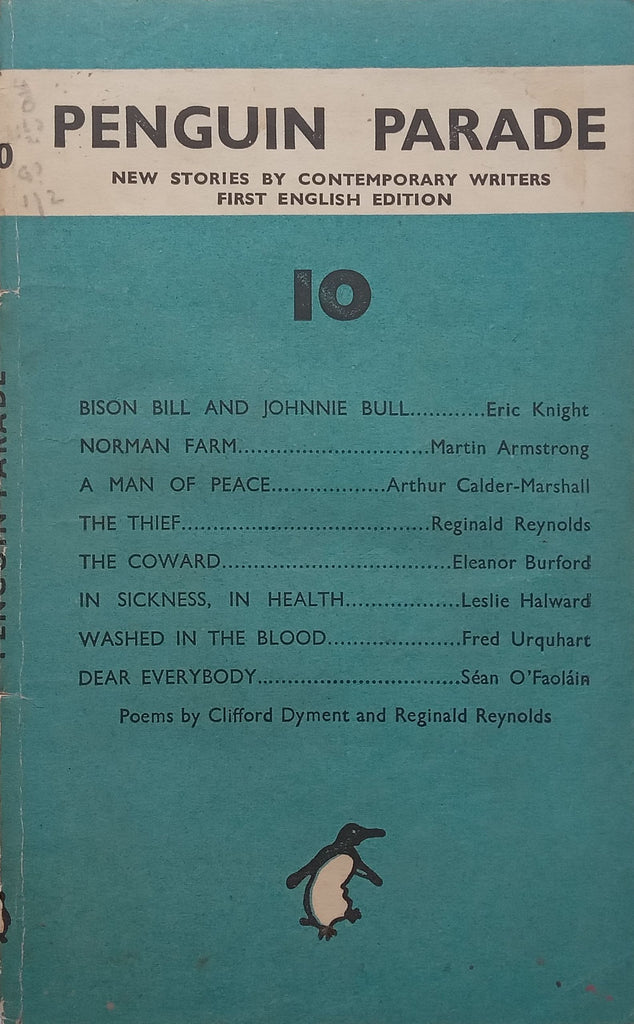 PENGUIN PARADE
NEW STORIES BY CONTEMPORARY WRITERS
FIRST ENGLISH EDITION
10
BISON BILL AND JOHNNIE BULL............Eric Knight
NORMAN FARM...............................Martin Armstrong
A MAN OF PEACE..................Arthur Calder-Marshall
THE THIEF........................................Reginald Reynolds
THE COWARD.....................................Eleanor Burford
IN SICKNESS, IN HEALTH..................Leslie Halward
WASHED IN THE BLOOD.....................Fred Urquhart
DEAR EVERYBODY................................Séan O'Faoláin
Poems by Clifford Dyment and Reginald Reynolds